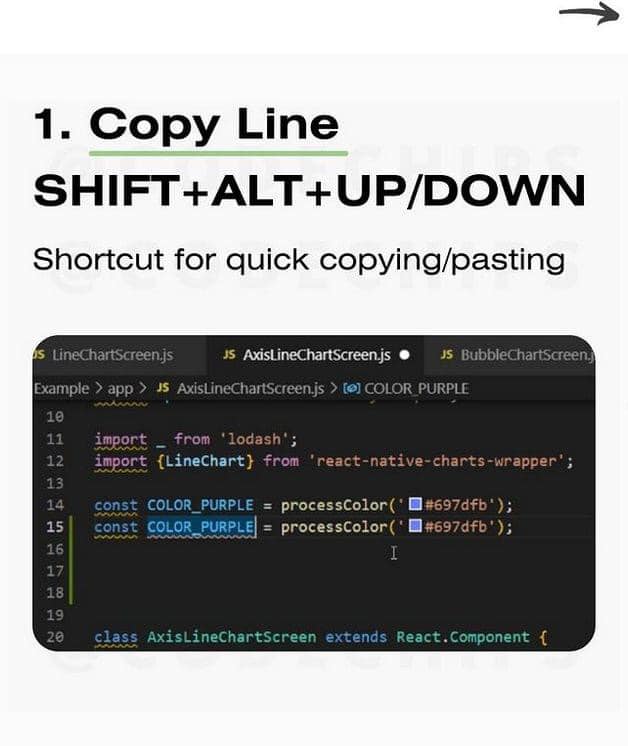 1. Copy Line
SHIFT+ALT+UP/DOWN
Shortcut for quick copying/pasting
JS LineChartScreen.js JS AxisLineChartScreen.js ● JS BubbleChartScreen.j
Example > app > JS AxisLineChartScreen.js > COLOR_PURPLE
10
11 import _ from 'lodash';
12 import {LineChart} from 'react-native-charts-wrapper';
13
14 const COLOR_PURPLE = processColor('#697dfb');
15 const COLOR_PURPLE = processColor('#697dfb');
16
17
18
19
20 class AxisLineChartScreen extends React.Component {